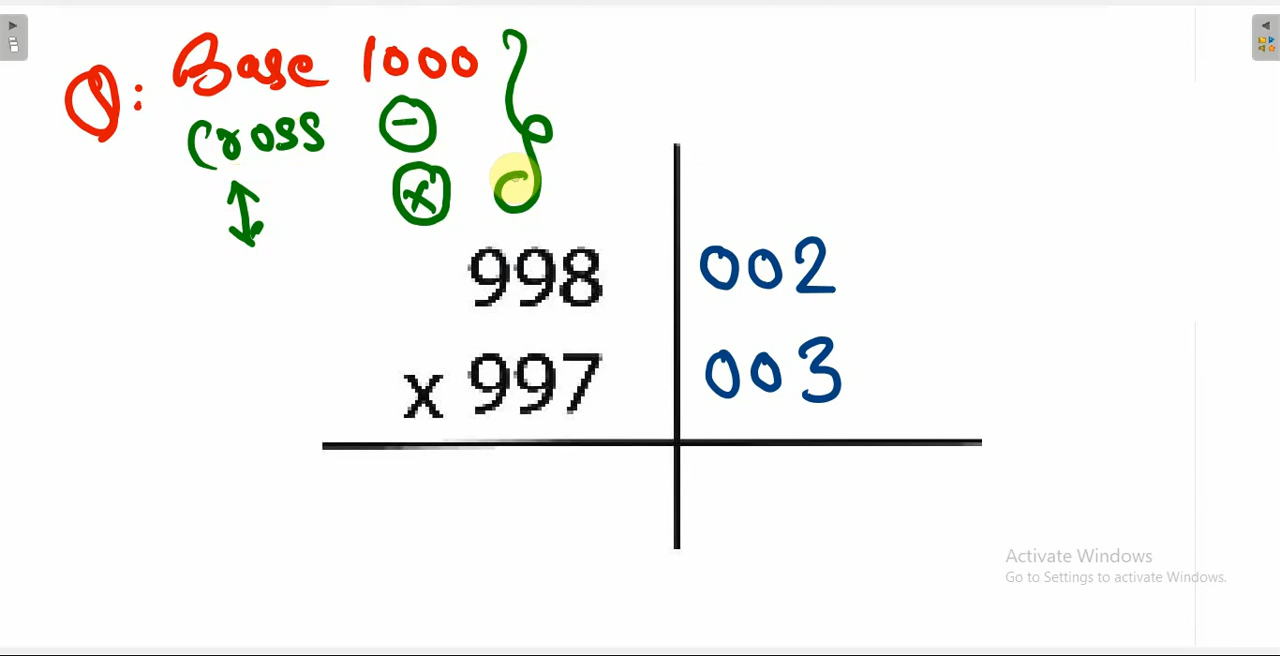 Q: Base 1000
Cross −
x
998 002
x 997 003
Activate Windows
Go to Settings to activate Windows.